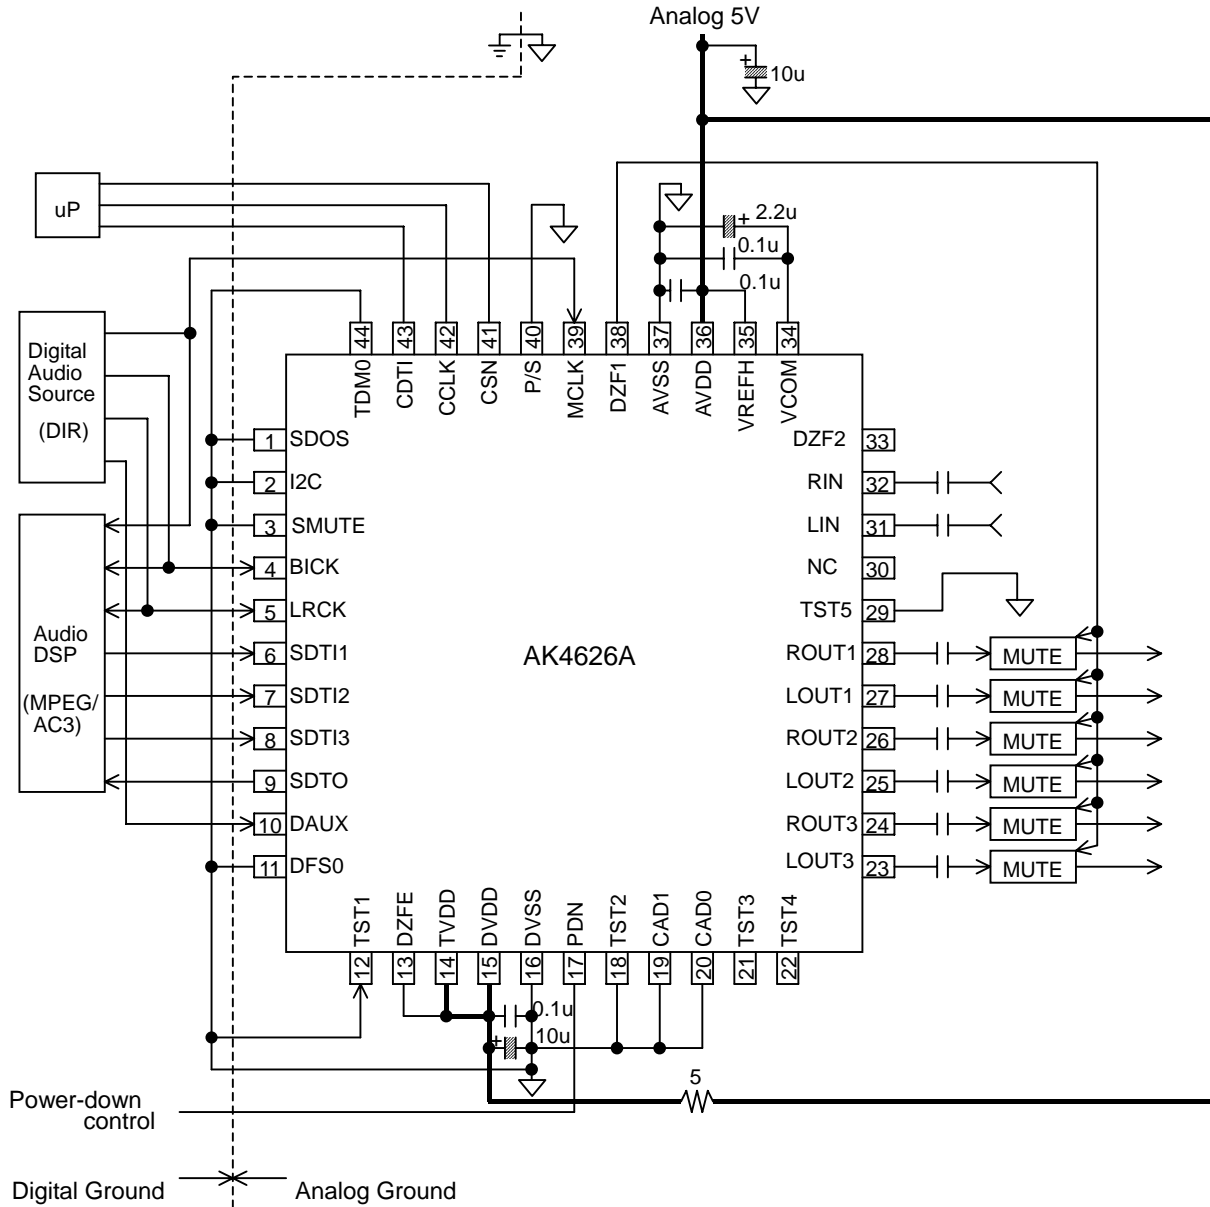 Analog 5V
+
10u
uP
+ 2.2u
0.1u
0.1u
44 43 42 41 40 39 38 37 36 35 34
TDM0 CDTI CCLK CSN P/S MCLK DZF1 AVSS AVDD VREFH VCOM
Digital
Audio
Source
(DIR)
Audio
DSP
(MPEG/
AC3)
1 SDOS
2 I2C
3 SMUTE
4 BICK
5 LRCK
6 SDTI1
7 SDTI2
8 SDTI3
9 SDTO
10 DAUX
11 DFS0
AK4626A
DZF2 33
RIN 32
LIN 31
NC 30
TST5 29
ROUT1 28 MUTE
LOUT1 27 MUTE
ROUT2 26 MUTE
LOUT2 25 MUTE
ROUT3 24 MUTE
LOUT3 23 MUTE
TST1 DZFE TVDD DVDD DVSS PDN TST2 CAD1 CAD0 TST3 TST4
12 13 14 15 16 17 18 19 20 21 22
0.1u
+ 10u
5
Power-down
control
Digital Ground
Analog Ground